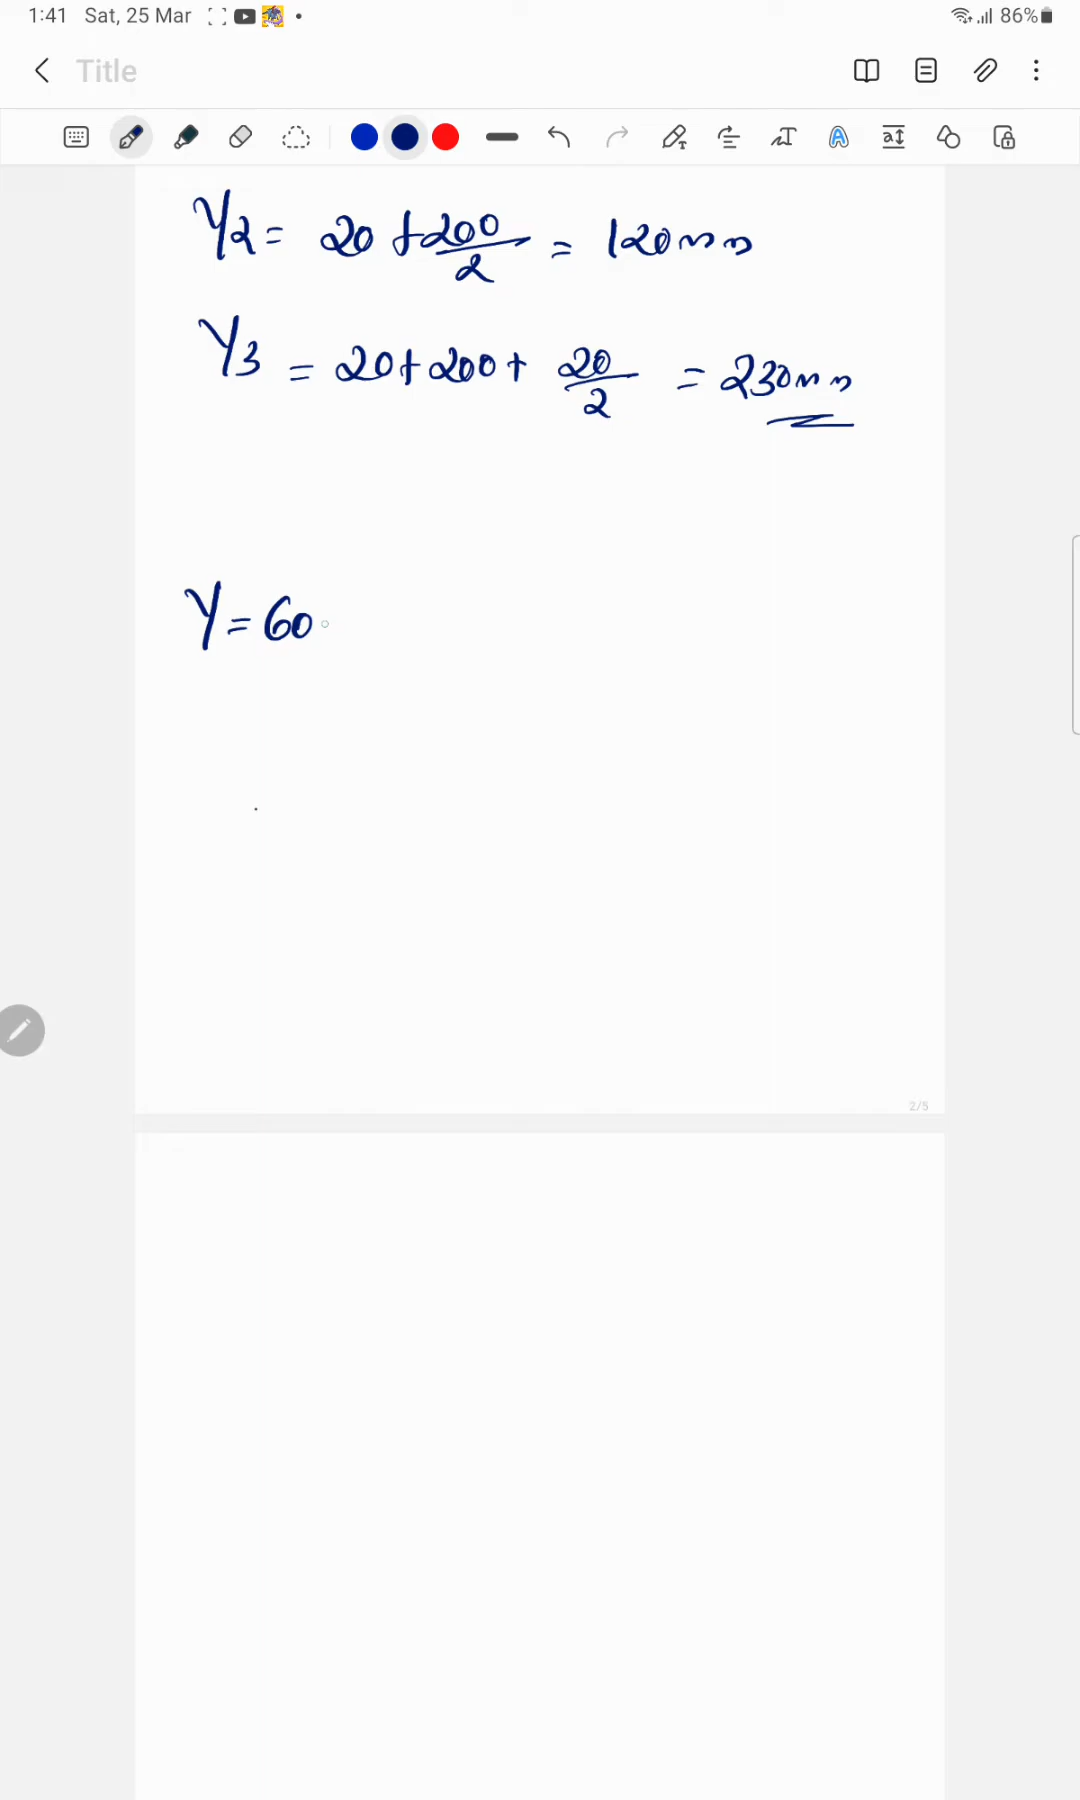 1:41 Sat, 25 Mar 86%
Title
Y2 = 20 + 200/2 = 120mm
Y3 = 20 + 200 + 20/2 = 230mm
Y = 60
2/5